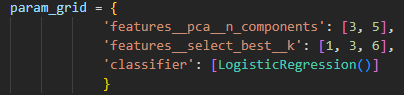 param_grid = {
'features__pca__n_components': [3, 5],
'features__select_best__k': [1, 3, 6],
'classifier': [LogisticRegression()]
}